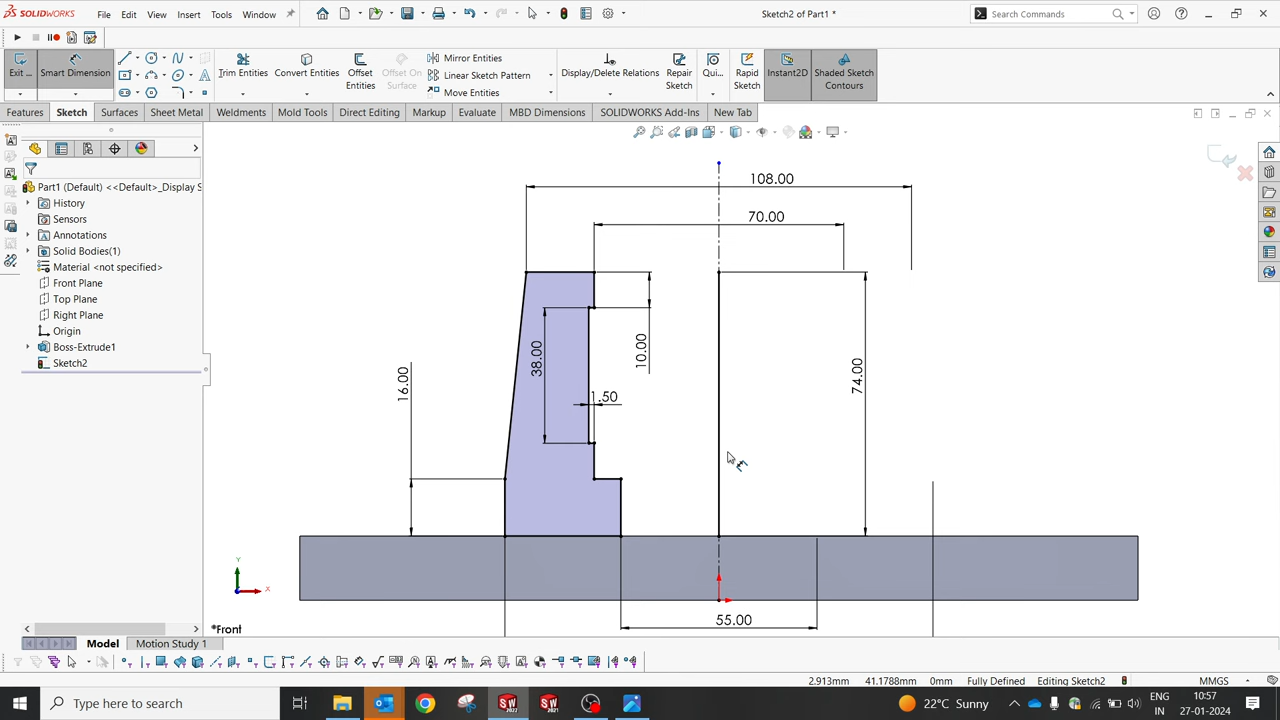 SOLIDWORKS File Edit View Insert Tools Window Sketch2 of Part1 * Search Commands
Exit ... Smart Dimension Trim Entities Convert Entities Offset Entities Offset On Surface Mirror Entities Linear Sketch Pattern Move Entities Display/Delete Relations Repair Sketch Qui... Rapid Sketch Instant2D Shaded Sketch Contours
Features Sketch Surfaces Sheet Metal Weldments Mold Tools Direct Editing Markup Evaluate MBD Dimensions SOLIDWORKS Add-Ins New Tab
Part1 (Default) <<Default>_Display S
History
Sensors
Annotations
Solid Bodies(1)
Material <not specified>
Front Plane
Top Plane
Right Plane
Origin
Boss-Extrude1
Sketch2
108.00
70.00
38.00
10.00
16.00
1.50
74.00
55.00
Y
X
*Front
Model Motion Study 1
2.913mm 41.1788mm 0mm Fully Defined Editing Sketch2 MMGS
Type here to search
SW 2022
SW 2021
22°C Sunny
ENG
IN
10:57
27-01-2024